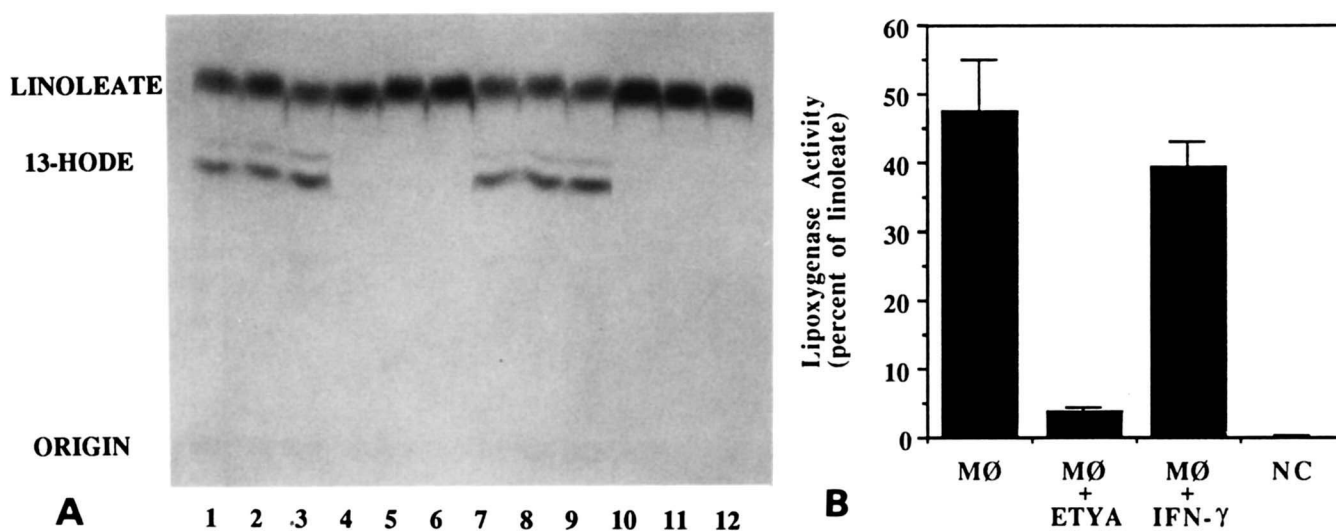 LINOLEATE
13-HODE
ORIGIN
A
1 2 3 4 5 6 7 8 9 10 11 12
Lipoxygenase Activity
(percent of linoleate)
60
50
40
30
20
10
0
MØ
MØ
+
ETYA
MØ
+
IFN-γ
NC
B